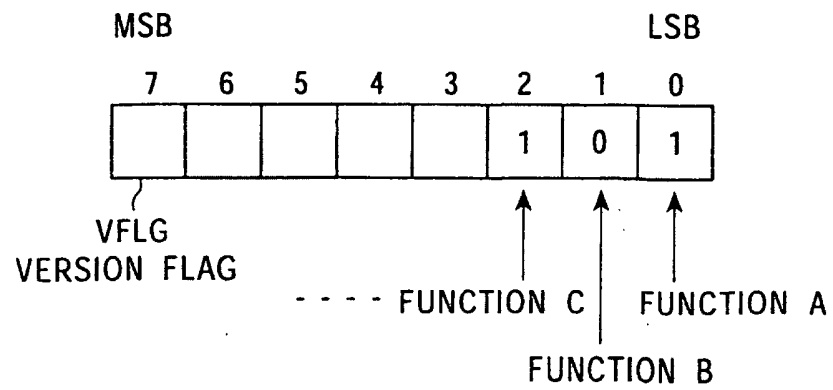 MSB LSB
7 6 5 4 3 2 1 0
1 0 1
VFLG
VERSION FLAG
- - - - FUNCTION C FUNCTION A
FUNCTION B